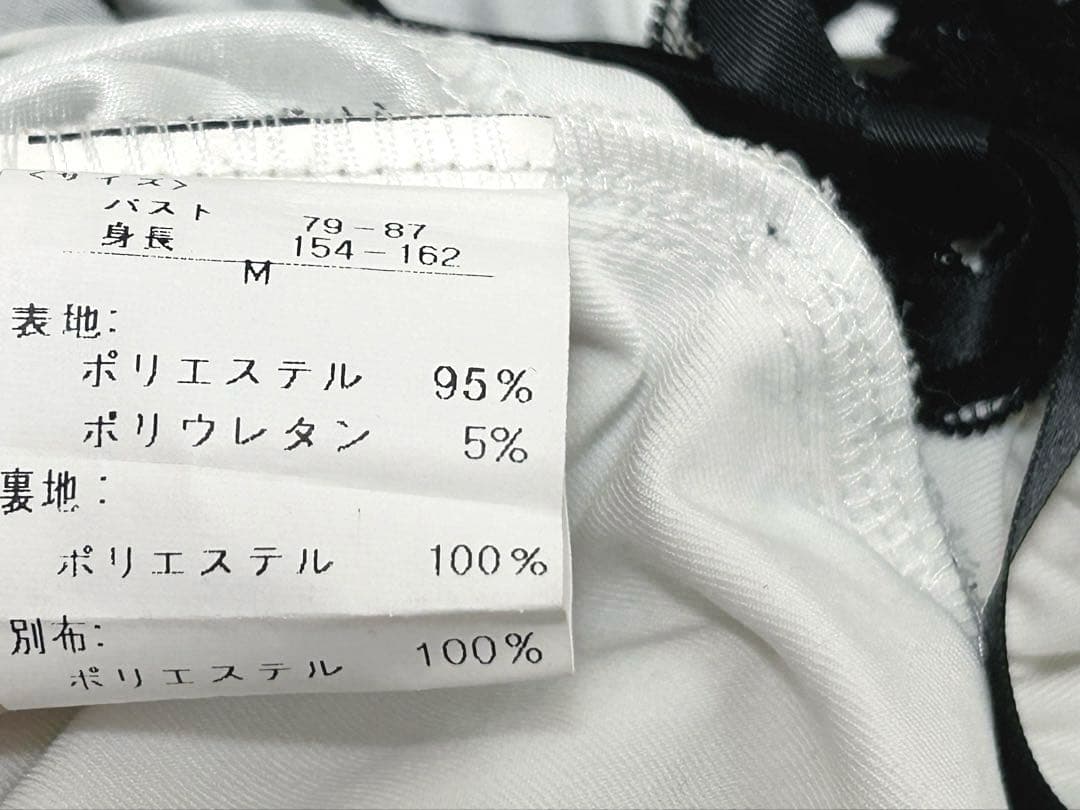 <サイズ>
バスト 79-87
身長 154-162
M
表地:
ポリエステル 95%
ポリウレタン 5%
裏地:
ポリエステル 100%
別布:
ポリエステル 100%